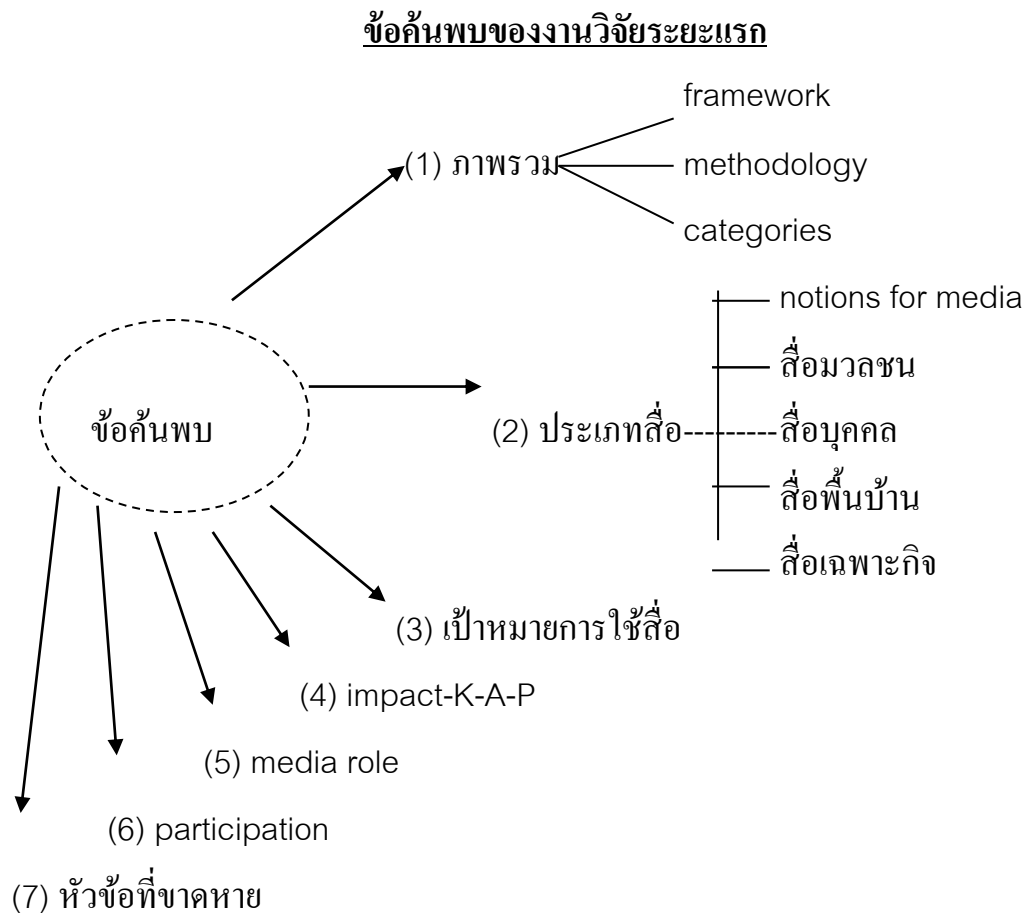 ข้อค้นพบของงานวิจัยระยะแรก
framework
(1) ภาพรวม
methodology
categories
notions for media
สื่อมวลชน
ข้อค้นพบ
(2) ประเภทสื่อ
สื่อบุคคล
สื่อพื้นบ้าน
สื่อเฉพาะกิจ
(3) เป้าหมายการใช้สื่อ
(4) impact-K-A-P
(5) media role
(6) participation
(7) หัวข้อที่ขาดหาย